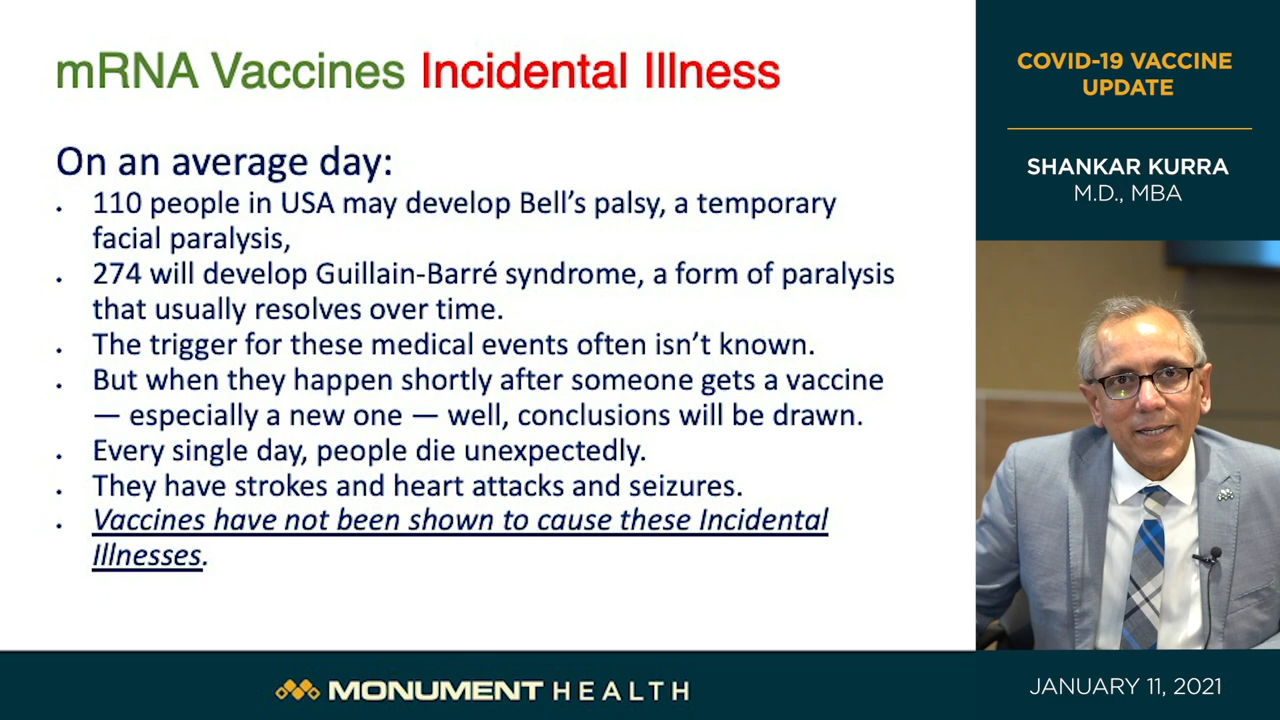 mRNA Vaccines Incidental Illness
On an average day:
• 110 people in USA may develop Bell’s palsy, a temporary
facial paralysis,
• 274 will develop Guillain-Barré syndrome, a form of paralysis
that usually resolves over time.
• The trigger for these medical events often isn’t known.
• But when they happen shortly after someone gets a vaccine
— especially a new one — well, conclusions will be drawn.
• Every single day, people die unexpectedly.
• They have strokes and heart attacks and seizures.
• Vaccines have not been shown to cause these Incidental
Illnesses.
COVID-19 VACCINE
UPDATE
SHANKAR KURRA
M.D., MBA
MONUMENT HEALTH
JANUARY 11, 2021